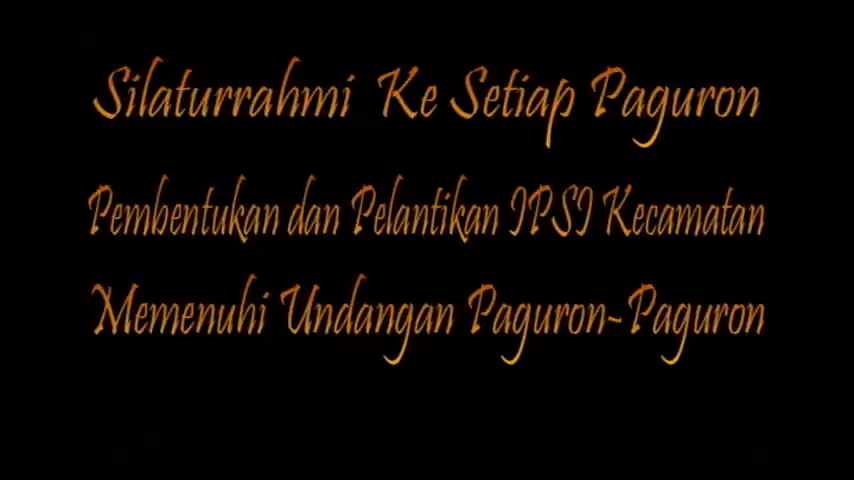 Silaturrahmi Ke Setiap Paguron
Pembentukan dan Pelantikan IPSI Kecamatan
Memenuhi Undangan Paguron-Paguron